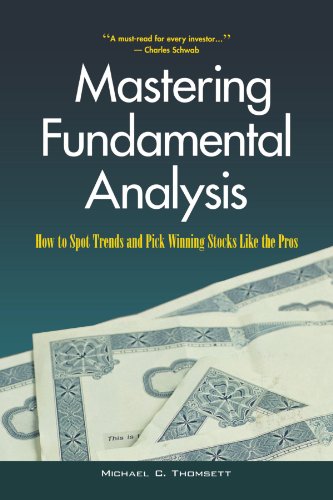 “A must-read for every investor...”
— Charles Schwab
Mastering
Fundamental
Analysis
How to Spot Trends and Pick Winning Stocks Like the Pros
This is
MICHAEL C. THOMSETT